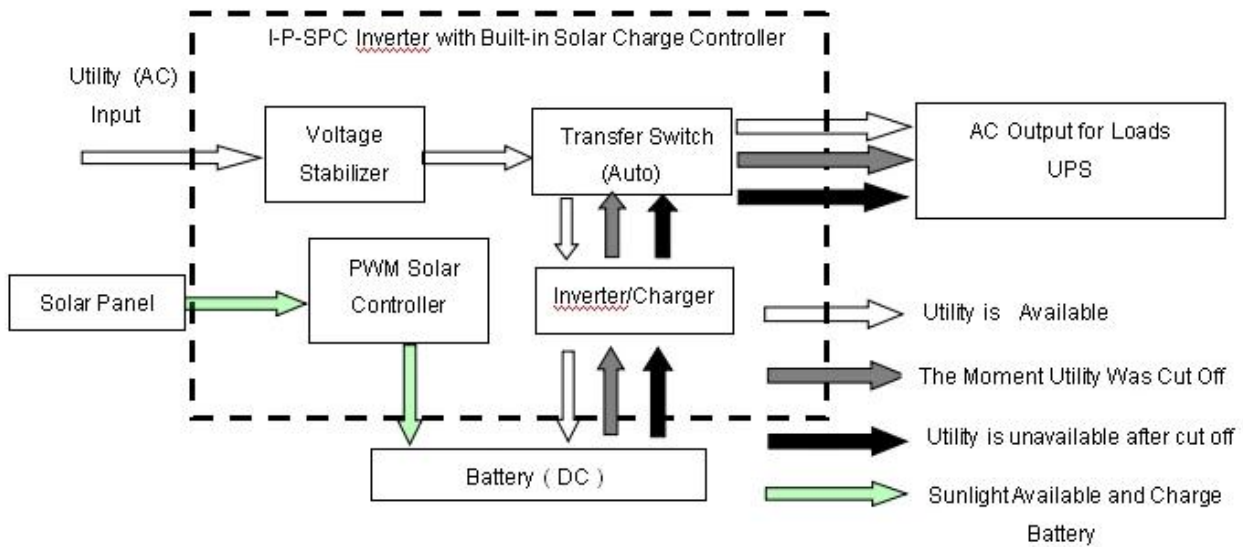 I-P-SPC Inverter with Built-in Solar Charge Controller
Utility (AC)
Input
Voltage
Stabilizer
Transfer Switch
(Auto)
AC Output for Loads
UPS
Solar Panel
PWM Solar
Controller
Inverter/Charger
Battery ( DC )
Utility is Available
The Moment Utility Was Cut Off
Utility is unavailable after cut off
Sunlight Available and Charge
Battery